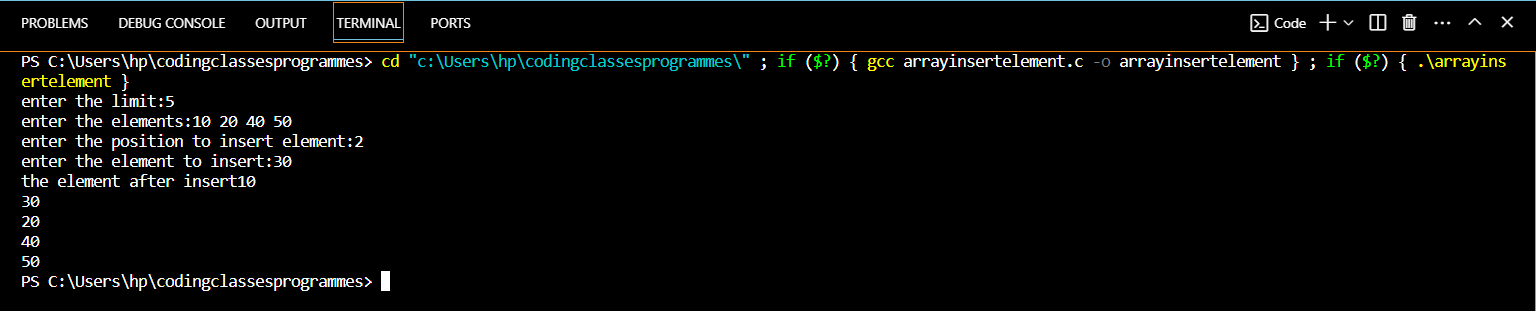 PROBLEMS DEBUG CONSOLE OUTPUT TERMINAL PORTS Code
PS C:\Users\hp\codingclassesprogrammes> cd "c:\Users\hp\codingclassesprogrammes\" ; if ($?) { gcc arrayinsertelement.c -o arrayinsertelement } ; if ($?) { .\arrayins
ertelement }
enter the limit:5
enter the elements:10 20 40 50
enter the position to insert element:2
enter the element to insert:30
the element after insert10
30
20
40
50
PS C:\Users\hp\codingclassesprogrammes>